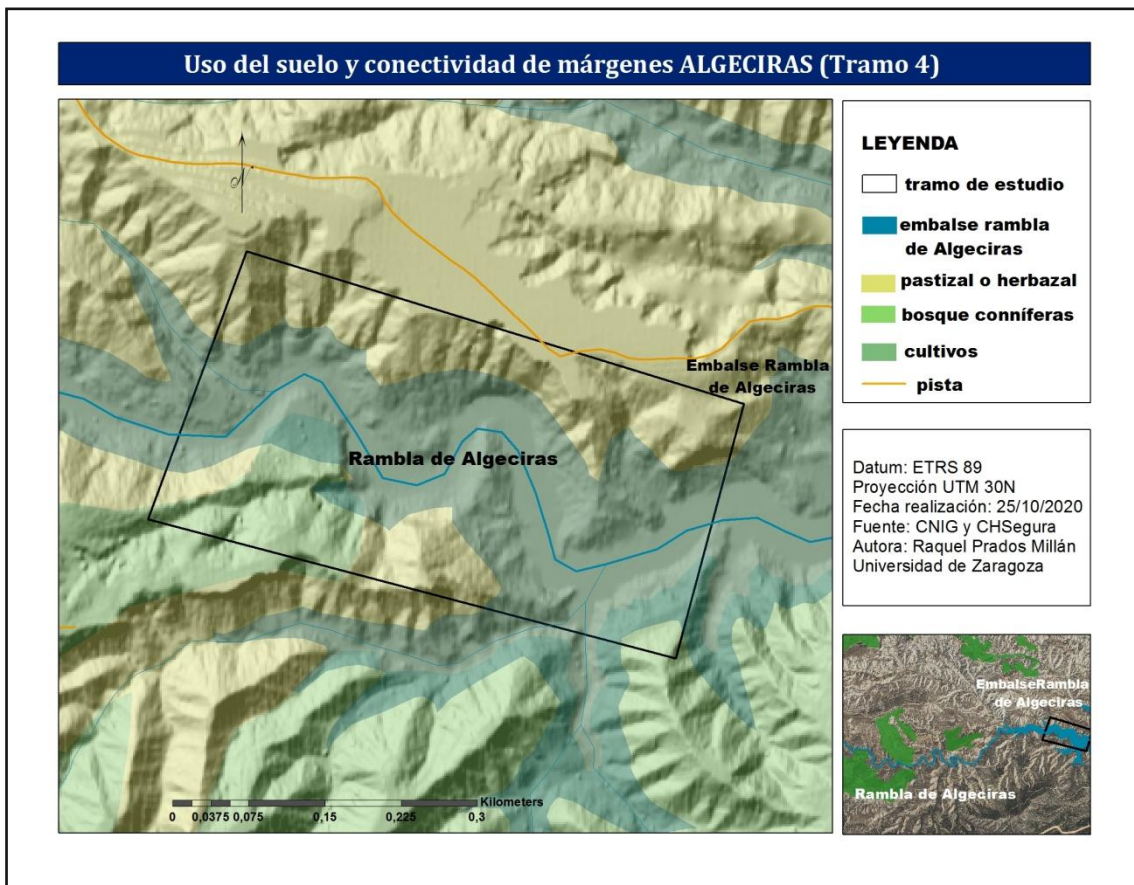 Uso del suelo y conectividad de márgenes ALGECIRAS (Tramo 4)
N
Embalse Rambla
de Algeciras
Rambla de Algeciras
Kilometers
0 0,0375 0,075 0,15 0,225 0,3
LEYENDA
tramo de estudio
embalse rambla
de Algeciras
pastizal o herbazal
bosque conníferas
cultivos
pista
Datum: ETRS 89
Proyección UTM 30N
Fecha realización: 25/10/2020
Fuente: CNIG y CHSegura
Autora: Raquel Prados Millán
Universidad de Zaragoza
EmbalseRambla
de Algeciras
Rambla de Algeciras